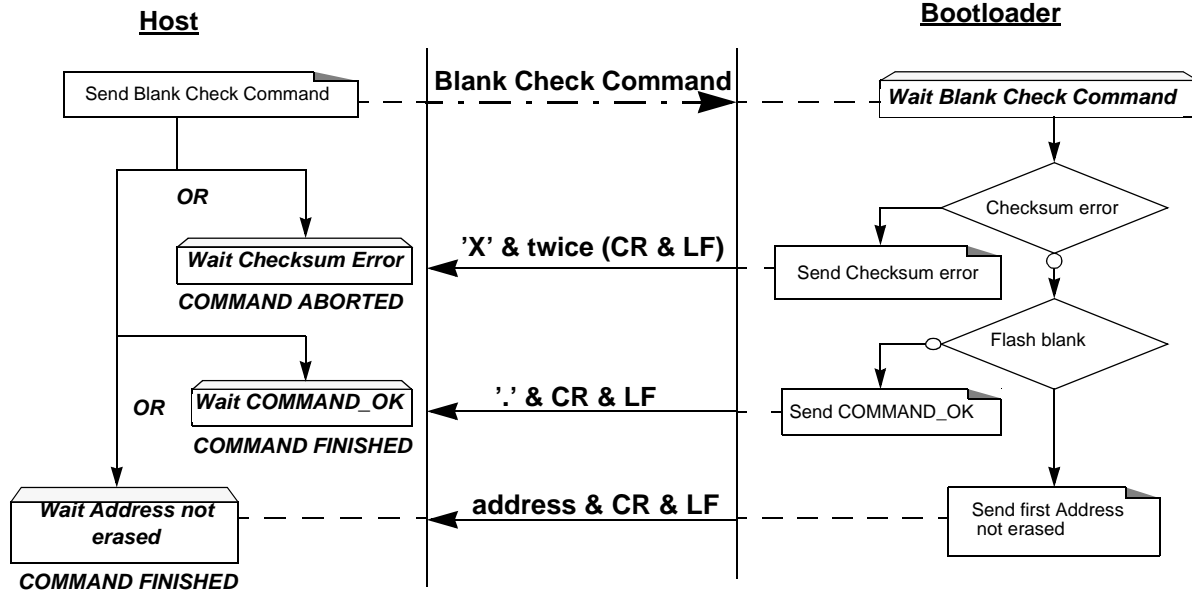 Host
Bootloader
Send Blank Check Command
Blank Check Command
Wait Blank Check Command
OR
Checksum error
Wait Checksum Error
'X' & twice (CR & LF)
Send Checksum error
COMMAND ABORTED
Flash blank
OR
Wait COMMAND_OK
'.' & CR & LF
Send COMMAND_OK
COMMAND FINISHED
Wait Address not
erased
address & CR & LF
Send first Address
not erased
COMMAND FINISHED